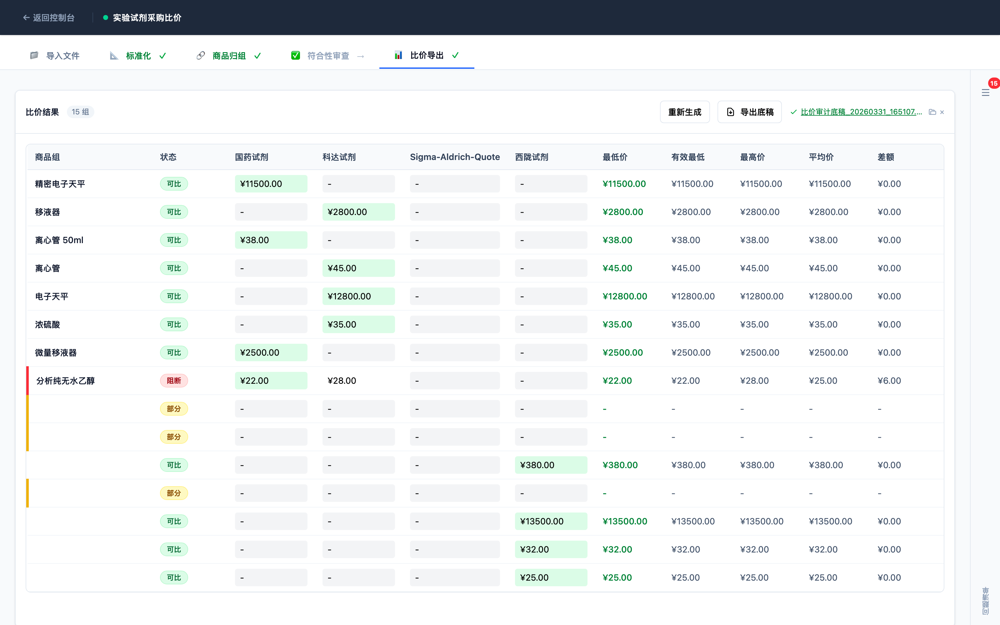 ← 返回控制台
实验试剂采购比价
导入文件
标准化 ✓
商品归组 ✓
符合性审查 →
比价导出 ✓
15
比价结果 15 组
重新生成
导出底稿
✓ 比价审计底稿_20260331_165107.... ×
商品组 状态 国药试剂 科达试剂 Sigma-Aldrich-Quote 西陇试剂 最低价 有效最低 最高价 平均价 差额
精密电子天平 可比 ¥11500.00 - - - ¥11500.00 ¥11500.00 ¥11500.00 ¥11500.00 ¥0.00
移液器 可比 - ¥2800.00 - - ¥2800.00 ¥2800.00 ¥2800.00 ¥2800.00 ¥0.00
离心管 50ml 可比 ¥38.00 - - - ¥38.00 ¥38.00 ¥38.00 ¥38.00 ¥0.00
离心管 可比 - ¥45.00 - - ¥45.00 ¥45.00 ¥45.00 ¥45.00 ¥0.00
电子天平 可比 - ¥12800.00 - - ¥12800.00 ¥12800.00 ¥12800.00 ¥12800.00 ¥0.00
浓硫酸 可比 - ¥35.00 - - ¥35.00 ¥35.00 ¥35.00 ¥35.00 ¥0.00
微量移液器 可比 ¥2500.00 - - - ¥2500.00 ¥2500.00 ¥2500.00 ¥2500.00 ¥0.00
分析纯无水乙醇 阻断 ¥22.00 ¥28.00 - - ¥22.00 ¥22.00 ¥28.00 ¥25.00 ¥6.00
部分 - - - - - - - - -
部分 - - - - - - - - -
可比 - - - ¥380.00 ¥380.00 ¥380.00 ¥380.00 ¥380.00 ¥0.00
部分 - - - - - - - - -
可比 - - - ¥13500.00 ¥13500.00 ¥13500.00 ¥13500.00 ¥13500.00 ¥0.00
可比 - - - ¥32.00 ¥32.00 ¥32.00 ¥32.00 ¥32.00 ¥0.00
可比 - - - ¥25.00 ¥25.00 ¥25.00 ¥25.00 ¥25.00 ¥0.00
问题清单